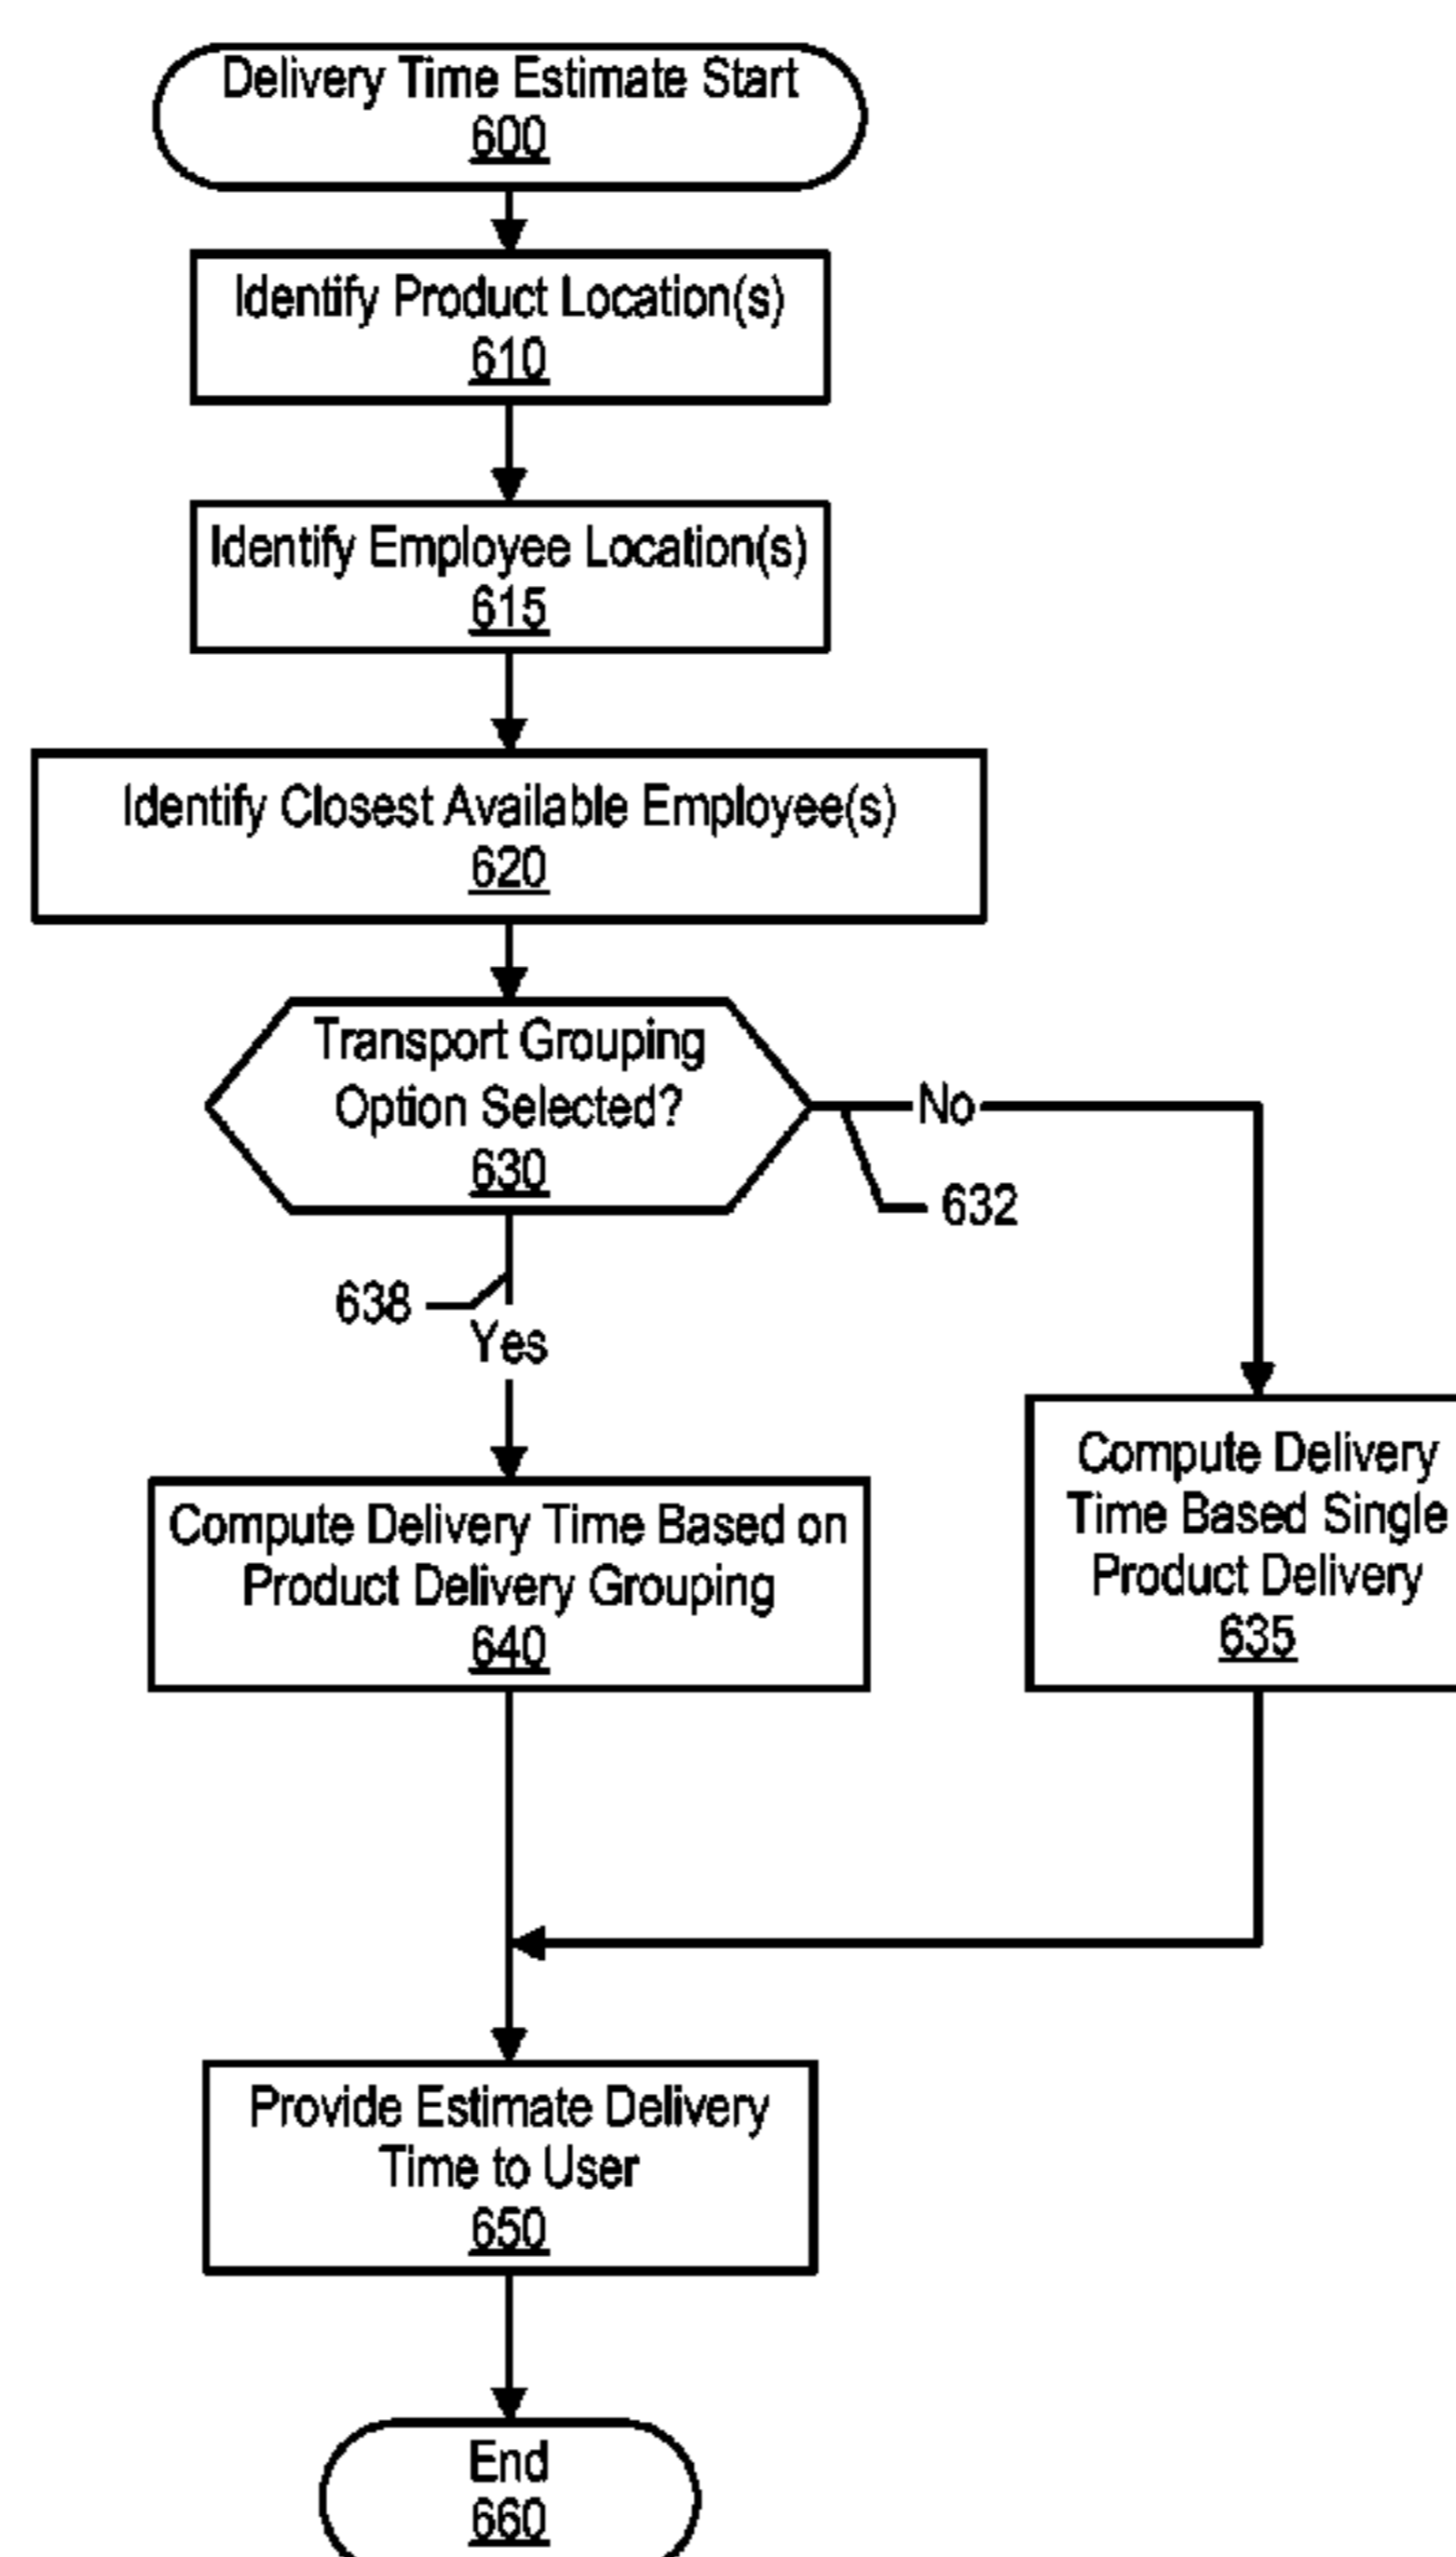 Delivery Time Estimate Start
600
Identify Product Location(s)
610
Identify Employee Location(s)
615
Identify Closest Available Employee(s)
620
Transport Grouping
Option Selected?
630
No
632
638
Yes
Compute Delivery Time Based on
Product Delivery Grouping
640
Compute Delivery
Time Based Single
Product Delivery
635
Provide Estimate Delivery
Time to User
650
End
660